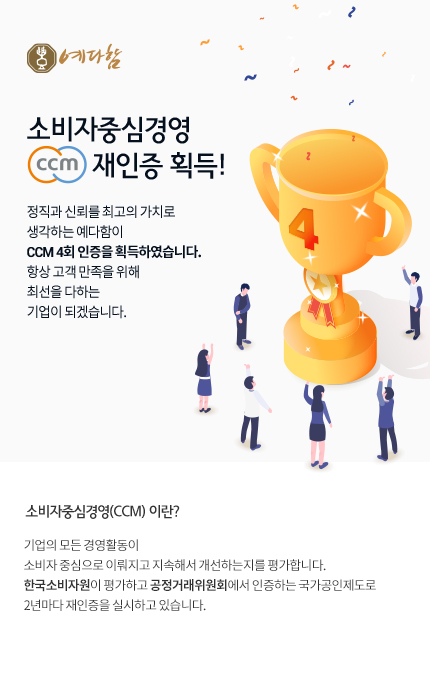 예다함
소비자중심경영
ccm 재인증 획득!
정직과 신뢰를 최고의 가치로
생각하는 예다함이
CCM 4회 인증을 획득하였습니다.
항상 고객 만족을 위해
최선을 다하는
기업이 되겠습니다.
4
소비자중심경영(CCM) 이란?
기업의 모든 경영활동이
소비자 중심으로 이뤄지고 지속해서 개선하는지를 평가합니다.
한국소비자원이 평가하고 공정거래위원회에서 인증하는 국가공인제도로
2년마다 재인증을 실시하고 있습니다.